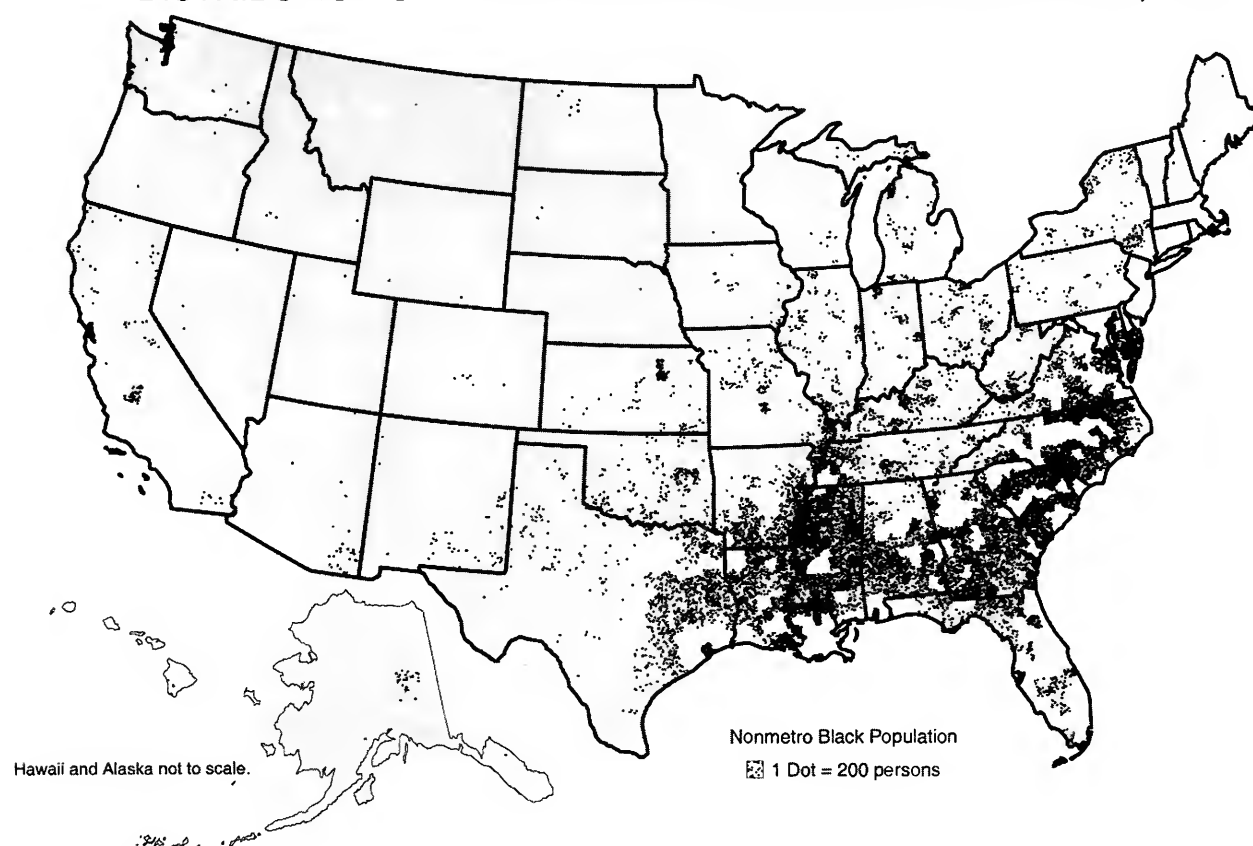 Nonmetro Black Population
1 Dot = 200 persons
Hawaii and Alaska not to scale.